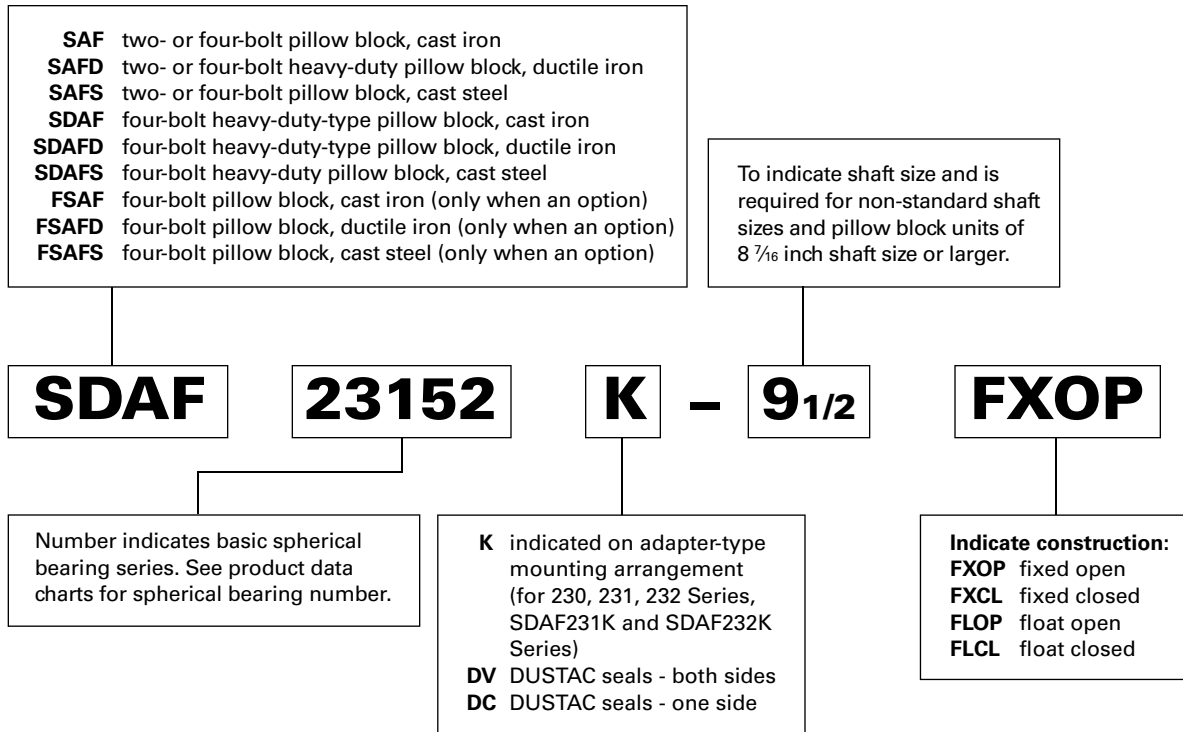 SAF two- or four-bolt pillow block, cast iron
SAFD two- or four-bolt heavy-duty pillow block, ductile iron
SAFS two- or four-bolt pillow block, cast steel
SDAF four-bolt heavy-duty-type pillow block, cast iron
SDAFD four-bolt heavy-duty-type pillow block, ductile iron
SDAFS four-bolt heavy-duty pillow block, cast steel
FSAF four-bolt pillow block, cast iron (only when an option)
FSAFD four-bolt pillow block, ductile iron (only when an option)
FSAFS four-bolt pillow block, cast steel (only when an option)
To indicate shaft size and is
required for non-standard shaft
sizes and pillow block units of
8 7/16 inch shaft size or larger.
SDAF 23152 K – 9 1/2 FXOP
Number indicates basic spherical
bearing series. See product data
charts for spherical bearing number.
K indicated on adapter-type
mounting arrangement
(for 230, 231, 232 Series,
SDAF231K and SDAF232K
Series)
DV DUSTAC seals - both sides
DC DUSTAC seals - one side
Indicate construction:
FXOP fixed open
FXCL fixed closed
FLOP float open
FLCL float closed